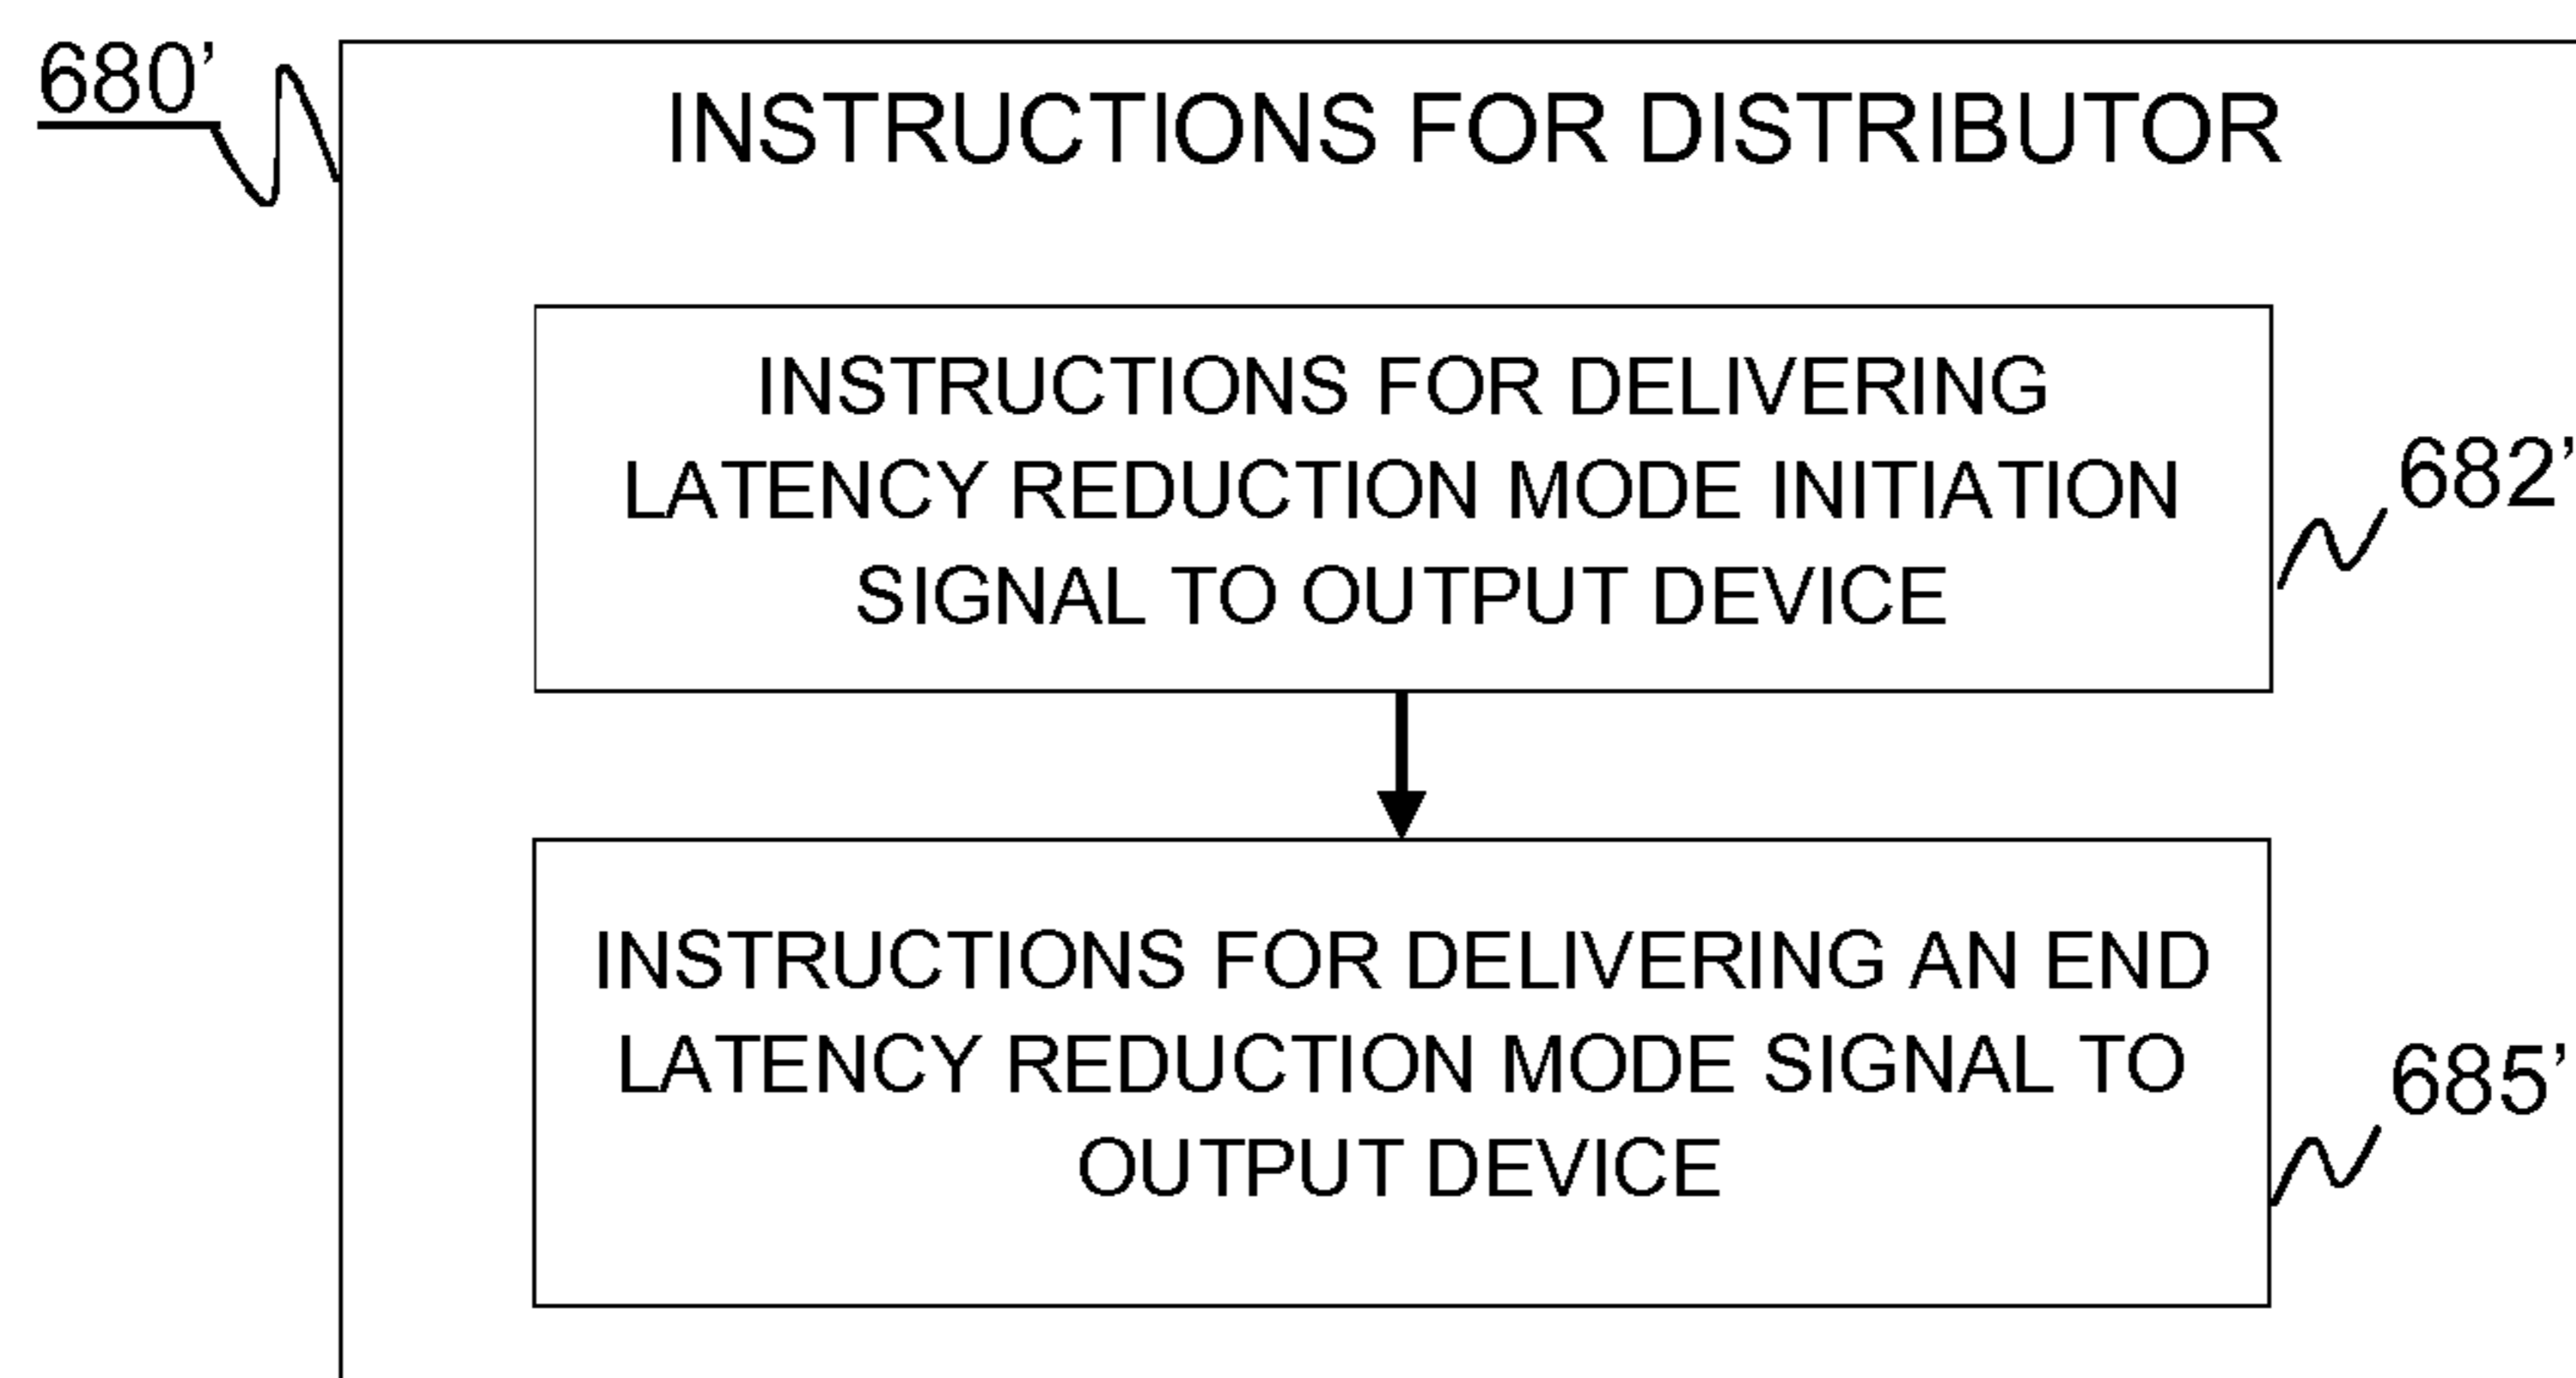 680’
INSTRUCTIONS FOR DISTRIBUTOR
INSTRUCTIONS FOR DELIVERING
LATENCY REDUCTION MODE INITIATION
SIGNAL TO OUTPUT DEVICE
682’
INSTRUCTIONS FOR DELIVERING AN END
LATENCY REDUCTION MODE SIGNAL TO
OUTPUT DEVICE
685’